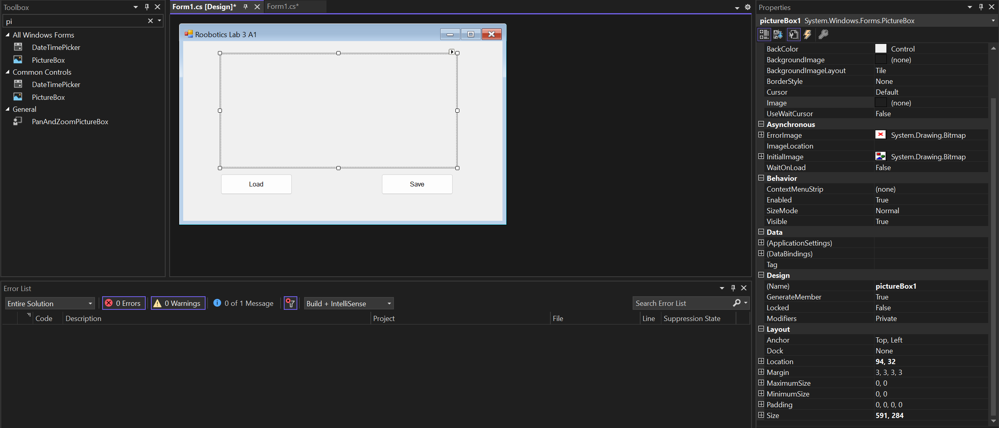 Toolbox
pi
All Windows Forms
DateTimePicker
PictureBox
Common Controls
DateTimePicker
PictureBox
General
PanAndZoomPictureBox
Form1.cs [Design]*
Form1.cs*
Roobotics Lab 3 A1
Load
Save
Error List
Entire Solution
0 Errors
0 Warnings
0 of 1 Message
Build + IntelliSense
Search Error List
Code Description Project File Line Suppression State
Properties
pictureBox1 System.Windows.Forms.PictureBox
BackColor Control
BackgroundImage (none)
BackgroundImageLayout Tile
BorderStyle None
Cursor Default
Image (none)
UseWaitCursor False
Asynchronous
ErrorImage System.Drawing.Bitmap
ImageLocation
InitialImage System.Drawing.Bitmap
WaitOnLoad False
Behavior
ContextMenuStrip (none)
Enabled True
SizeMode Normal
Visible True
Data
(ApplicationSettings)
(DataBindings)
Tag
Design
(Name) pictureBox1
GenerateMember True
Locked False
Modifiers Private
Layout
Anchor Top, Left
Dock None
Location 94, 32
Margin 3, 3, 3, 3
MaximumSize 0, 0
MinimumSize 0, 0
Padding 0, 0, 0, 0
Size 591, 284